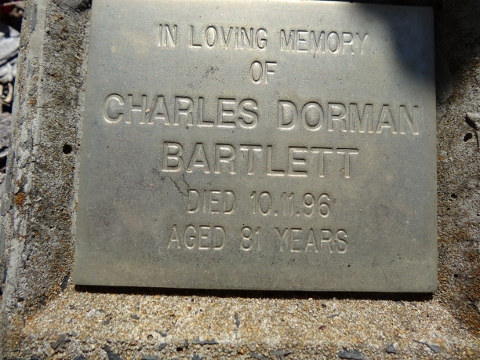 IN LOVING MEMORY
OF
CHARLES DORMAN
BARTLETT
DIED 10.11.96
AGED 81 YEARS